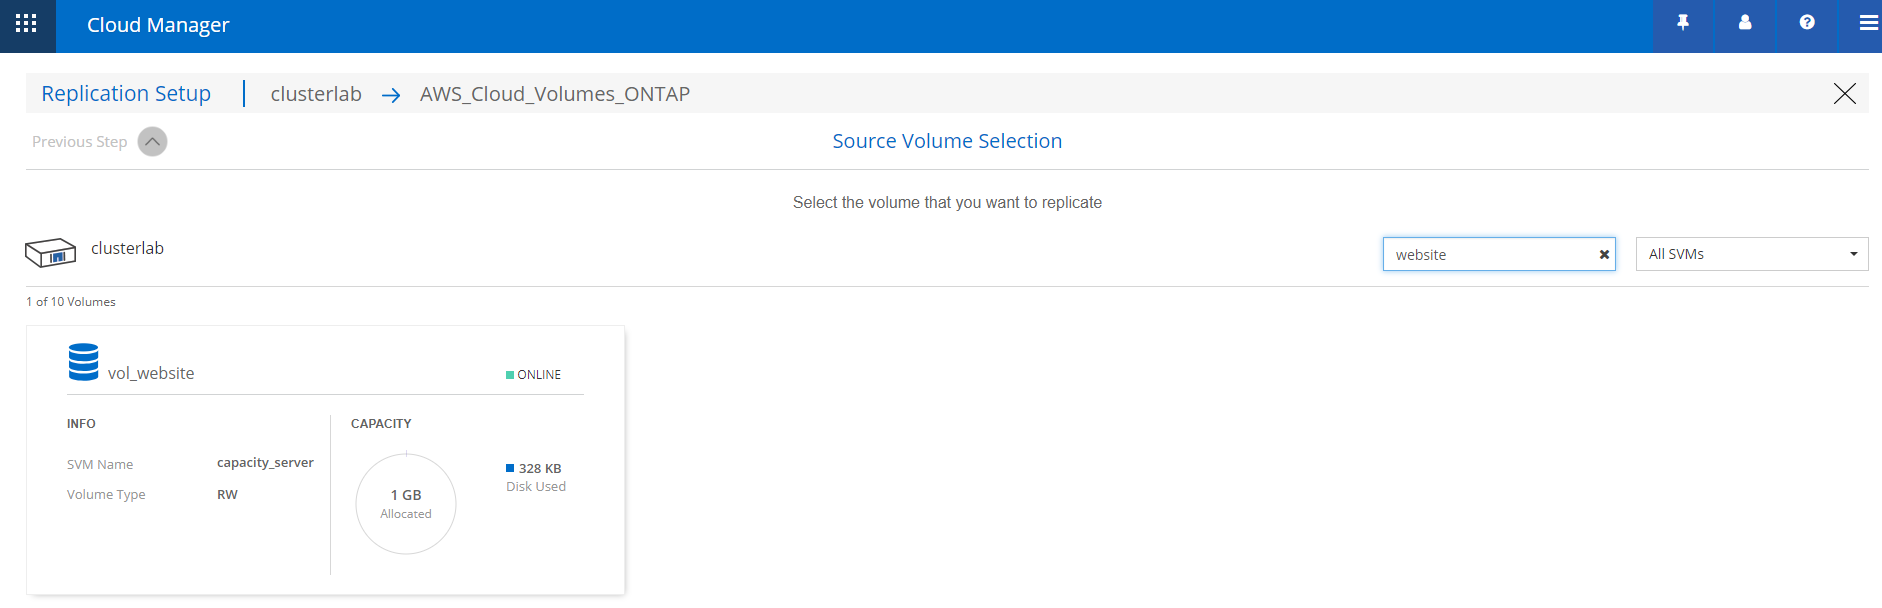 Cloud Manager
Replication Setup clusterlab AWS_Cloud_Volumes_ONTAP
Previous Step Source Volume Selection
Select the volume that you want to replicate
clusterlab website All SVMs
1 of 10 Volumes
vol_website ONLINE
INFO CAPACITY
SVM Name capacity_server
Volume Type RW
1 GB
Allocated
328 KB
Disk Used